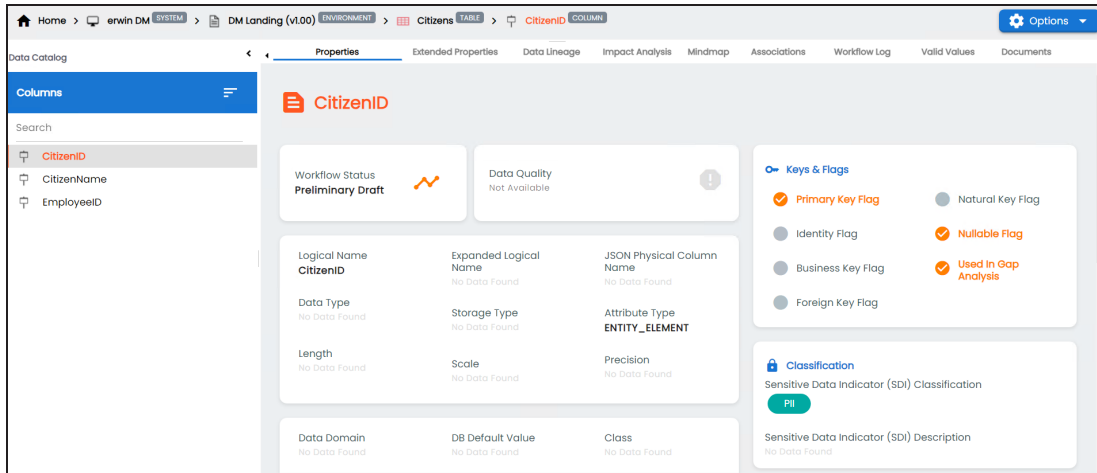 Home > erwin DM SYSTEM > DM Landing (v1.00) ENVIRONMENT > Citizens TABLE > CitizenID COLUMN
Options
Data Catalog
Properties Extended Properties Data Lineage Impact Analysis Mindmap Associations Workflow Log Valid Values Documents
Columns
Search
CitizenID
CitizenName
EmployeeID
CitizenID
Workflow Status
Preliminary Draft
Data Quality
Not Available
Logical Name
CitizenID
Expanded Logical
Name
No Data Found
JSON Physical Column
Name
No Data Found
Data Type
No Data Found
Storage Type
No Data Found
Attribute Type
ENTITY_ELEMENT
Length
No Data Found
Scale
No Data Found
Precision
No Data Found
Data Domain
No Data Found
DB Default Value
No Data Found
Class
No Data Found
Keys & Flags
Primary Key Flag
Natural Key Flag
Identity Flag
Nullable Flag
Business Key Flag
Used In Gap
Analysis
Foreign Key Flag
Classification
Sensitive Data Indicator (SDI) Classification
PII
Sensitive Data Indicator (SDI) Description
No Data Found